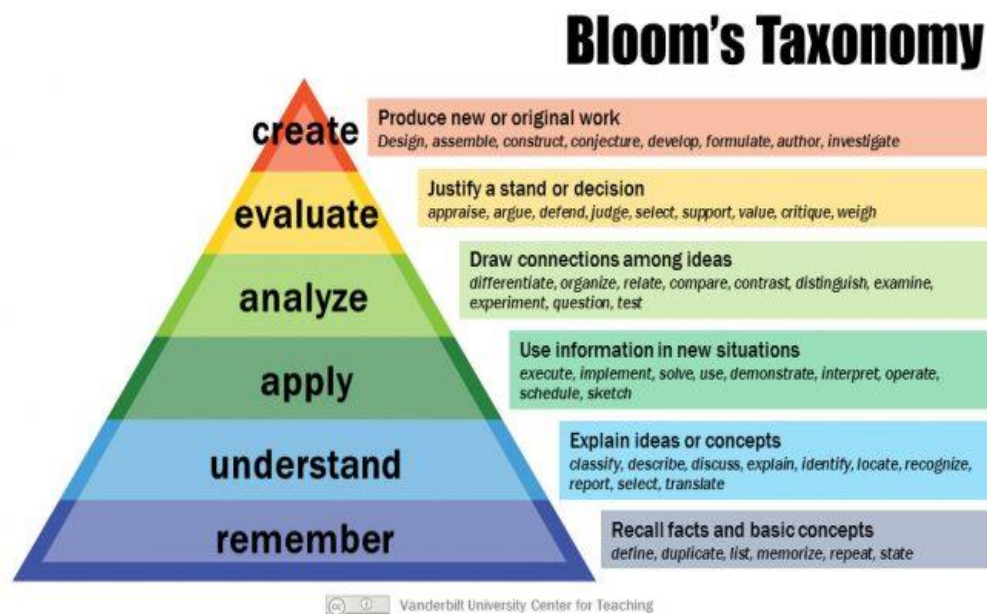 Bloom's Taxonomy
create
Produce new or original work
Design, assemble, construct, conjecture, develop, formulate, author, investigate
evaluate
Justify a stand or decision
appraise, argue, defend, judge, select, support, value, critique, weigh
analyze
Draw connections among ideas
differentiate, organize, relate, compare, contrast, distinguish, examine,
experiment, question, test
apply
Use information in new situations
execute, implement, solve, use, demonstrate, interpret, operate,
schedule, sketch
understand
Explain ideas or concepts
classify, describe, discuss, explain, identify, locate, recognize,
report, select, translate
remember
Recall facts and basic concepts
define, duplicate, list, memorize, repeat, state
cc
Vanderbilt University Center for Teaching